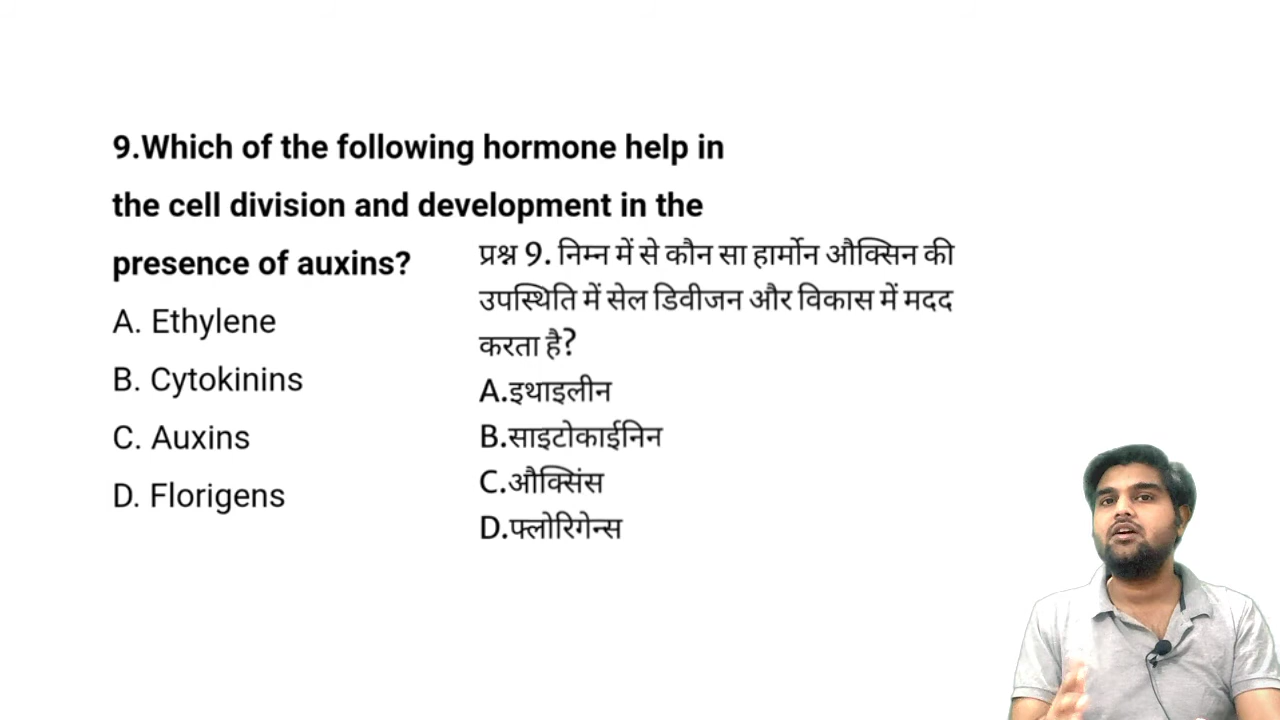 9.Which of the following hormone help in
the cell division and development in the
presence of auxins?
A. Ethylene
B. Cytokinins
C. Auxins
D. Florigens
प्रश्न 9. निम्न में से कौन सा हार्मोन औक्सिन की
उपस्थिति में सेल डिवीजन और विकास में मदद
करता है?
A.इथाइलीन
B.साइटोकाईनिन
C.औक्सिंस
D.फ्लोरिगेन्स